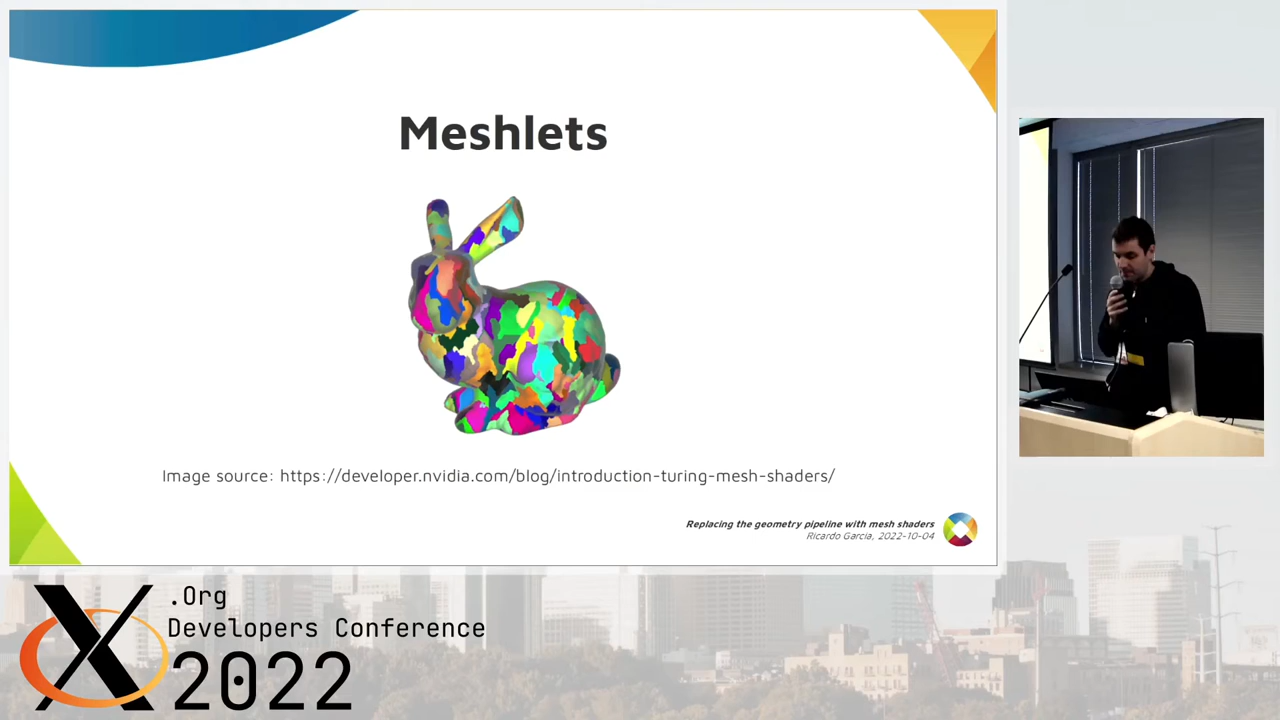 Meshlets
Image source: https://developer.nvidia.com/blog/introduction-turing-mesh-shaders/
Replacing the geometry pipeline with mesh shaders
Ricardo Garcia, 2022-10-04
X.Org
Developers Conference
2022